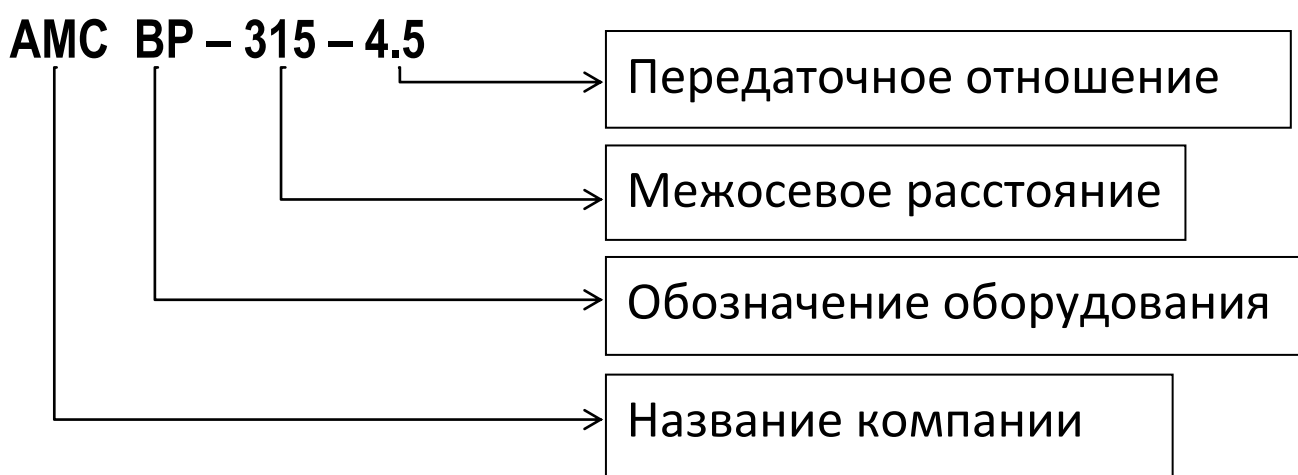 АМС ВР – 315 – 4.5
Передаточное отношение
Межосевое расстояние
Обозначение оборудования
Название компании